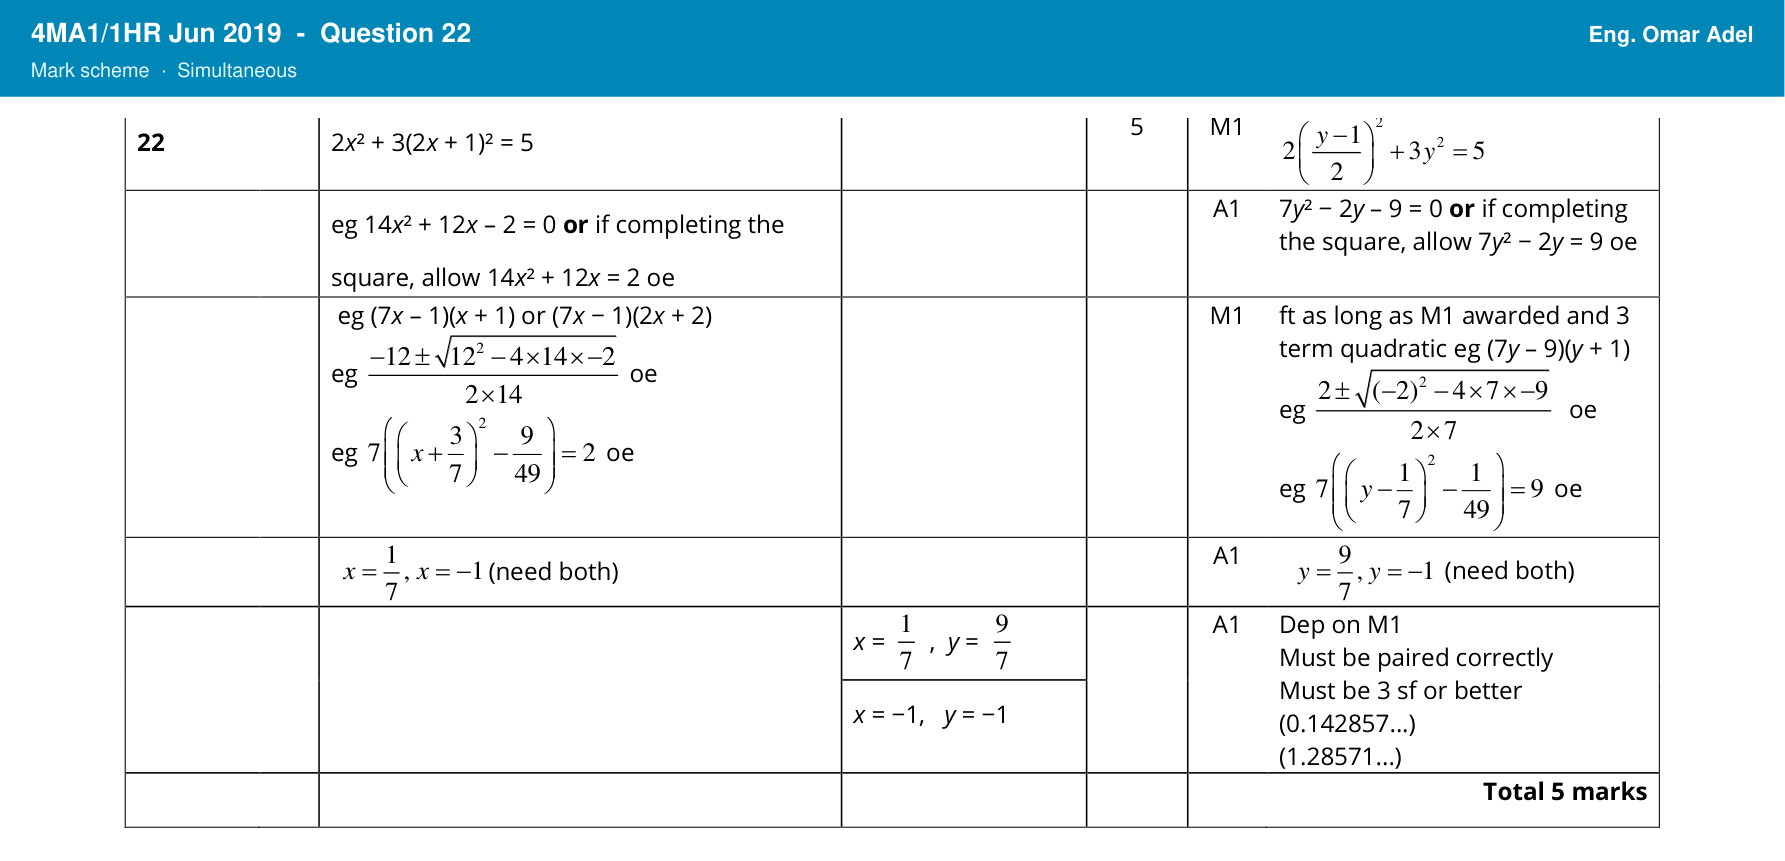 4MA1/1HR Jun 2019 - Question 22
Eng. Omar Adel
Mark scheme · Simultaneous
22
2x² + 3(2x + 1)² = 5
5
M1
2((y−1)/2)² + 3y² = 5
eg 14x² + 12x – 2 = 0 or if completing the
square, allow 14x² + 12x = 2 oe
A1
7y² − 2y – 9 = 0 or if completing
the square, allow 7y² − 2y = 9 oe
eg (7x – 1)(x + 1) or (7x − 1)(2x + 2)
eg (−12±√(12² − 4×14×−2))/(2×14) oe
eg 7((x+3/7)² − 9/49) = 2 oe
M1
ft as long as M1 awarded and 3
term quadratic eg (7y – 9)(y + 1)
eg (2±√((−2)² − 4×7×−9))/(2×7) oe
eg 7((y−1/7)² − 1/49) = 9 oe
x = 1/7, x = −1 (need both)
A1
y = 9/7, y = −1 (need both)
x = 1/7 , y = 9/7
x = −1, y = −1
A1
Dep on M1
Must be paired correctly
Must be 3 sf or better
(0.142857...)
(1.28571...)
Total 5 marks